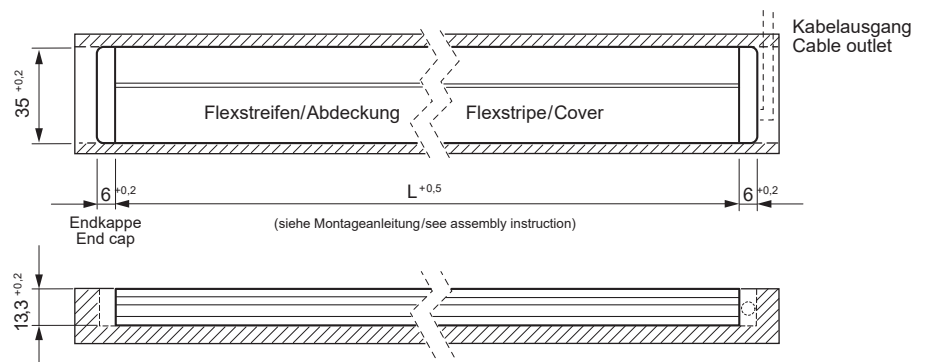 Kabelausgang
Cable outlet
35 +0,2
Flexstreifen/Abdeckung
Flexstripe/Cover
6 +0,2
L +0,5
6 +0,2
Endkappe
End cap
(siehe Montageanleitung/see assembly instruction)
13,3 +0,2